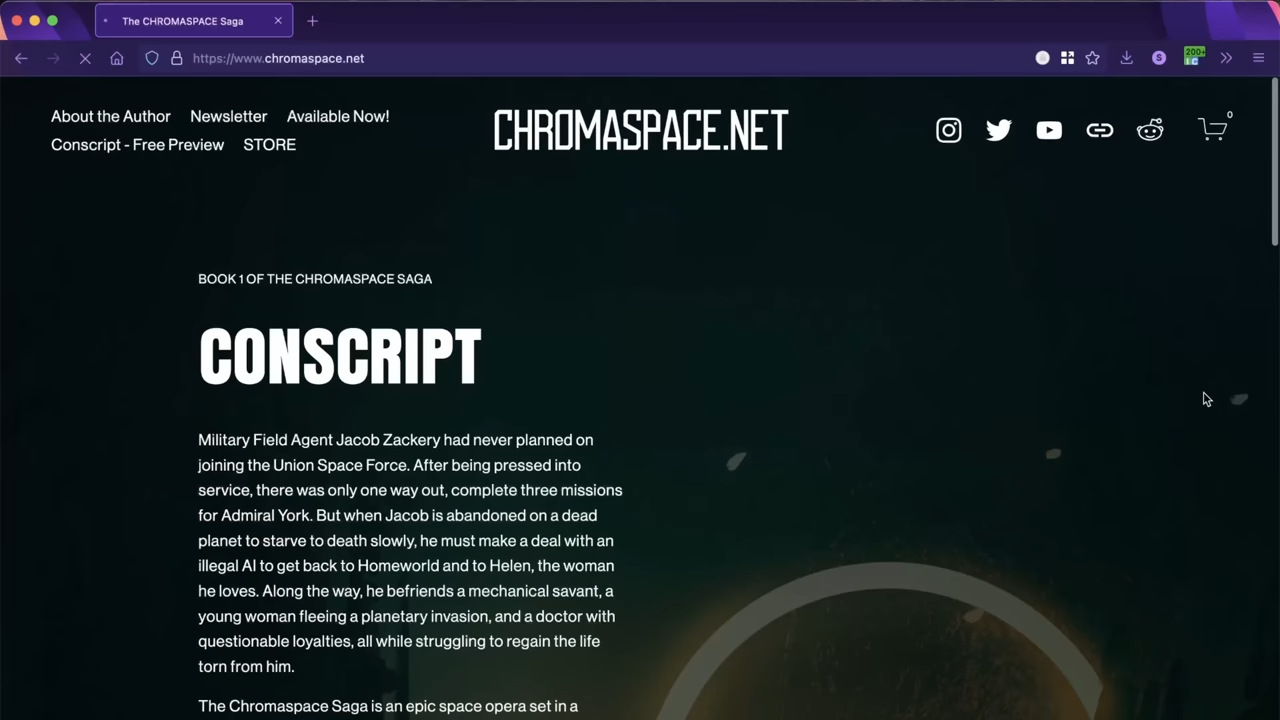 The CHROMASPACE Saga
https://www.chromaspace.net
S
200+
I C
About the Author Newsletter Available Now!
Conscript - Free Preview STORE
CHROMASPACE.NET
0
BOOK 1 OF THE CHROMASPACE SAGA
CONSCRIPT
Military Field Agent Jacob Zackery had never planned on
joining the Union Space Force. After being pressed into
service, there was only one way out, complete three missions
for Admiral York. But when Jacob is abandoned on a dead
planet to starve to death slowly, he must make a deal with an
illegal AI to get back to Homeworld and to Helen, the woman
he loves. Along the way, he befriends a mechanical savant, a
young woman fleeing a planetary invasion, and a doctor with
questionable loyalties, all while struggling to regain the life
torn from him.
The Chromaspace Saga is an epic space opera set in a